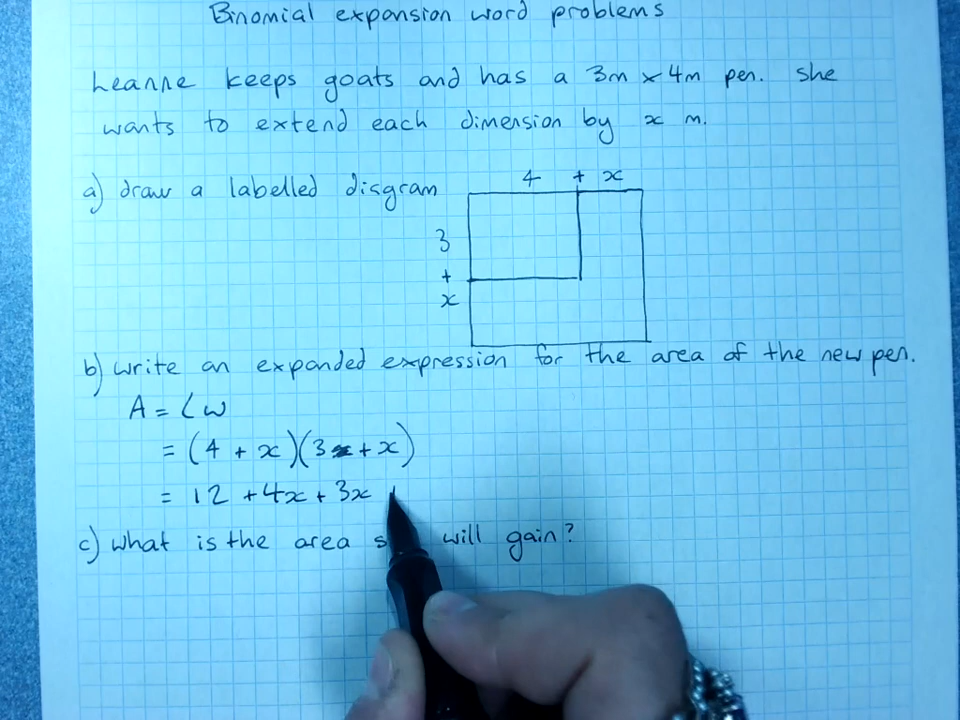 Binomial expansion word problems
Leanne keeps goats and has a 3m x 4m pen. she
wants to extend each dimension by x m.
a) draw a labelled disgram
4 + x
3
+
x
b) write an expanded expression for the area of the new pen.
A = Lw
= (4 + x)(3 + x)
= 12 + 4x + 3x
c) what is the area will gain?